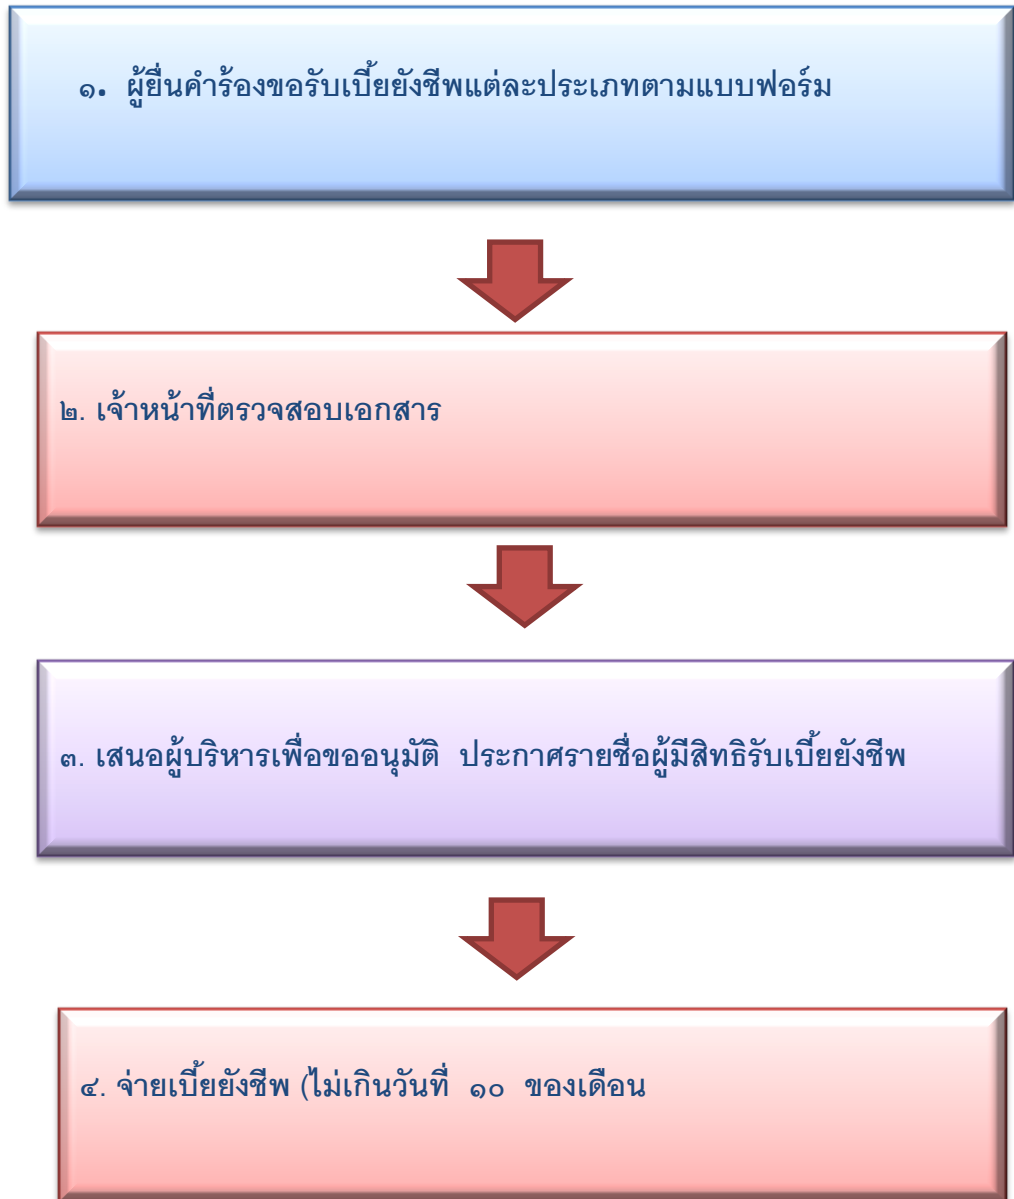 ๑. ผู้ยื่นคำร้องขอรับเบี้ยยังชีพแต่ละประเภทตามแบบฟอร์ม
๒. เจ้าหน้าที่ตรวจสอบเอกสาร
๓. เสนอผู้บริหารเพื่อขออนุมัติ ประกาศรายชื่อผู้มีสิทธิรับเบี้ยยังชีพ
๔. จ่ายเบี้ยยังชีพ (ไม่เกินวันที่ ๑๐ ของเดือน